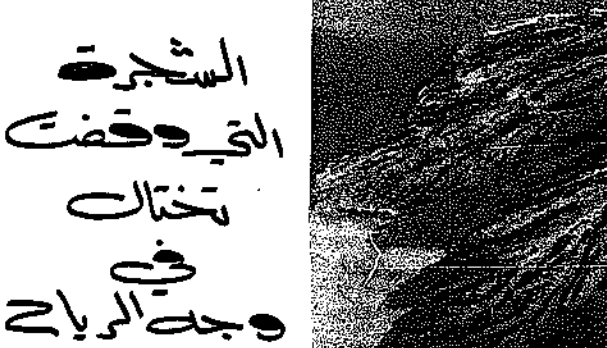 الشجرة
التي وقفت
تختال
في
وجه الرياح